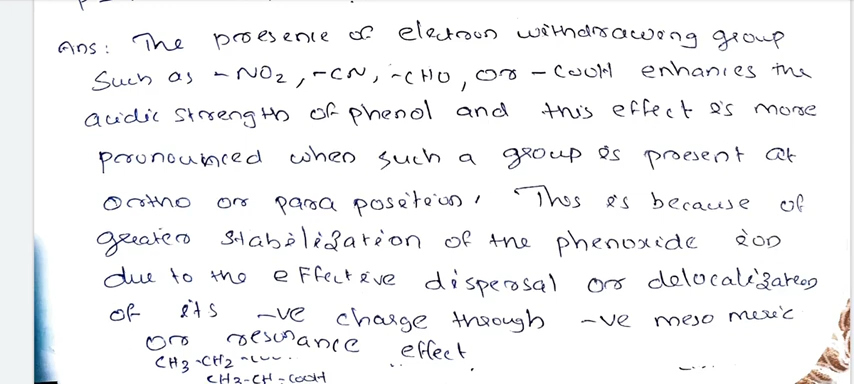 Ans: The presence of electron withdrawing group
Such as -NO2, -CN, -CHO, or -COOH enhances the
acidic strength of phenol and this effect is more
pronounced when such a group is present at
ortho or para position. This is because of
greater stabilization of the phenoxide ion
due to the effective dispersal or delocalization
of its -ve charge through -ve meso meric
or resonance effect
CH3-CH2-
CH3-CH-COOH